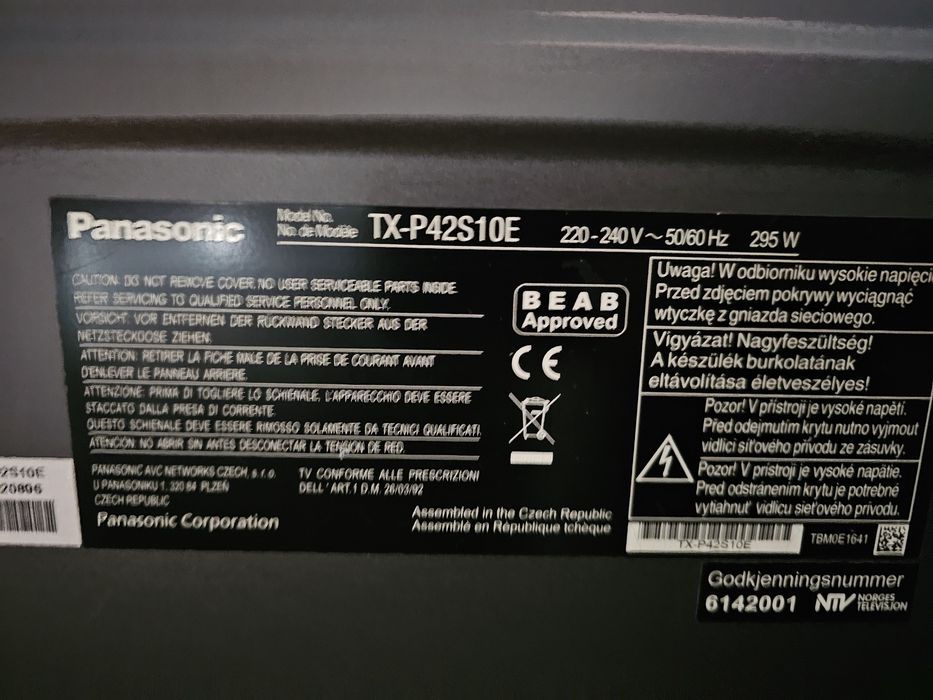 Panasonic
Model No.
No. de Modèle
TX-P42S10E
220-240V~50/60Hz 295W
CAUTION: DO NOT REMOVE COVER. NO USER SERVICEABLE PARTS INSIDE.
REFER SERVICING TO QUALIFIED SERVICE PERSONNEL ONLY.
VORSICHT: VOR ENTFERNEN DER RÜCKWAND STECKER AUS DER
NETZSTECKDOSE ZIEHEN.
ATTENTION: RETIRER LA FICHE MALE DE LA PRISE DE COURANT AVANT
D'ENLEVER LE PANNEAU ARRIERE.
ATTENZIONE: PRIMA DI TOGLIERE LO SCHIENALE, L'APPARECCHIO DEVE ESSERE
STACCATO DALLA PRESA DI CORRENTE.
QUESTO SCHIENALE DEVE ESSERE RIMOSSO SOLAMENTE DA TECNICI QUALIFICATI.
ATENCION: NO ABRIR SIN ANTES DESCONECTAR LA TENSION DE RED.
PANASONIC AVC NETWORKS CZECH, s.r.o.
U PANASONIKU 1. 320 84 PLZEŇ
CZECH REPUBLIC
TV CONFORME ALLE PRESCRIZIONI
DELL 'ART.1 D.M. 26/03/92
Panasonic Corporation
Assembled in the Czech Republic
Assemblé en République tchèque
BEAB
Approved
CE
Uwaga! W odbiorniku wysokie napięci
Przed zdjęciem pokrywy wyciągnąć
wtyczkę z gniazda sieciowego.
Vigyázat! Nagyfeszültség!
A készülék burkolatának
eltávolítása életveszélyes!
Pozor! V přístroji je vysoké napětí.
Před odejmutím krytu nutno vyjmout
vidlici síťového přívodu ze zásuvky.
Pozor! V prístroji je vysoké napätie.
Pred odstránením krytu je potrebné
vytiahnuť vidlicu sieťového prívodu.
TX-P42S10E
TBM0E1641
2S10E
20896
Godkjenningsnummer
6142001
NTV NORGES
TELEVISJON